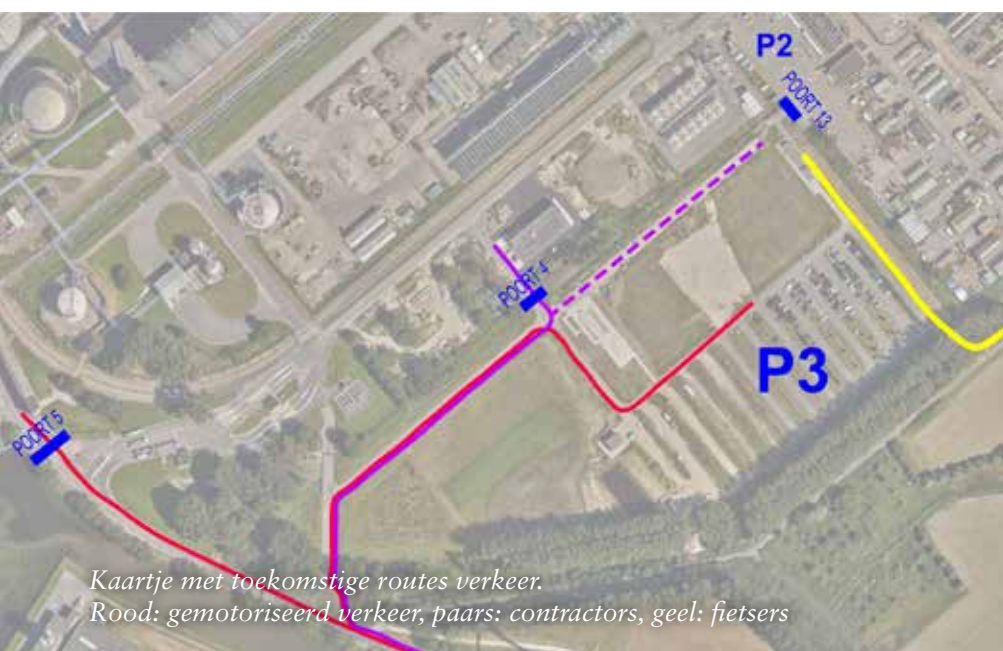 P2
POORT 13
POORT 4
P3
POORT 5
Kaartje met toekomstige routes verkeer.
Rood: gemotoriseerd verkeer, paars: contractors, geel: fietsers